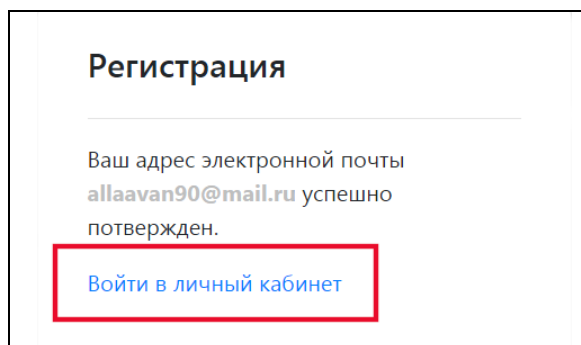 Регистрация
Ваш адрес электронной почты
allaavan90@mail.ru успешно
потвержден.
Войти в личный кабинет